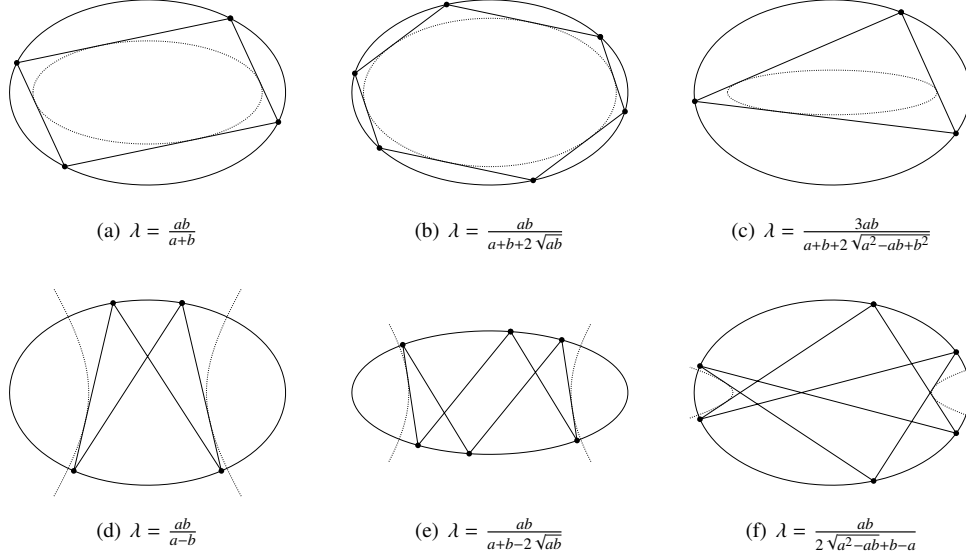 (a) λ = ab/(a+b)
(b) λ = ab/(a+b+2√ab)
(c) λ = 3ab/(a+b+2√(a²−ab+b²))
(d) λ = ab/(a−b)
(e) λ = ab/(a+b−2√ab)
(f) λ = ab/(2√(a²−ab)+b−a)